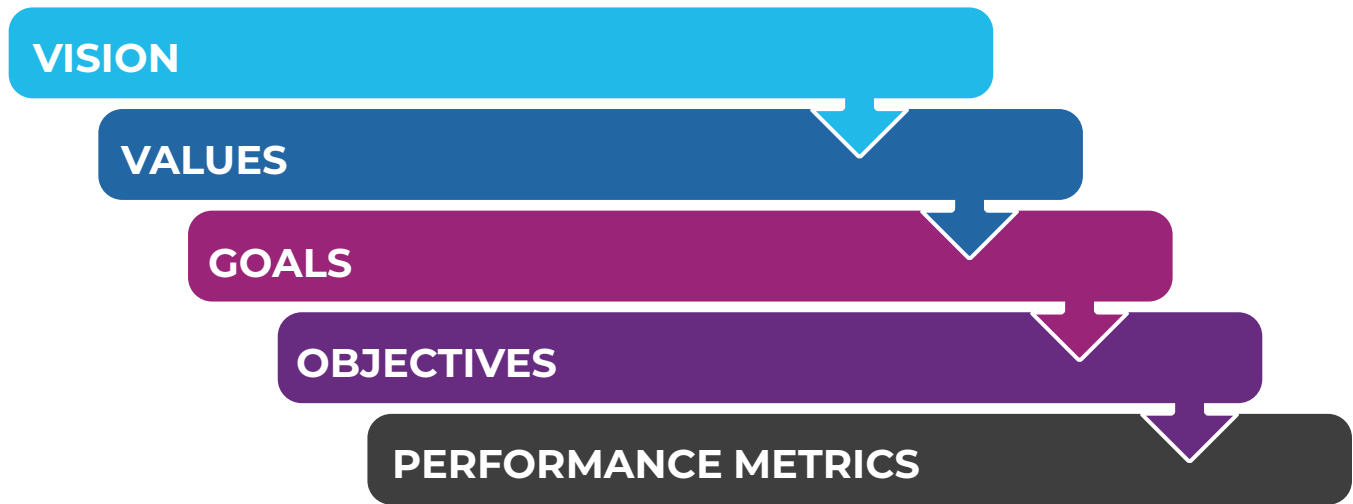 VISION
VALUES
GOALS
OBJECTIVES
PERFORMANCE METRICS